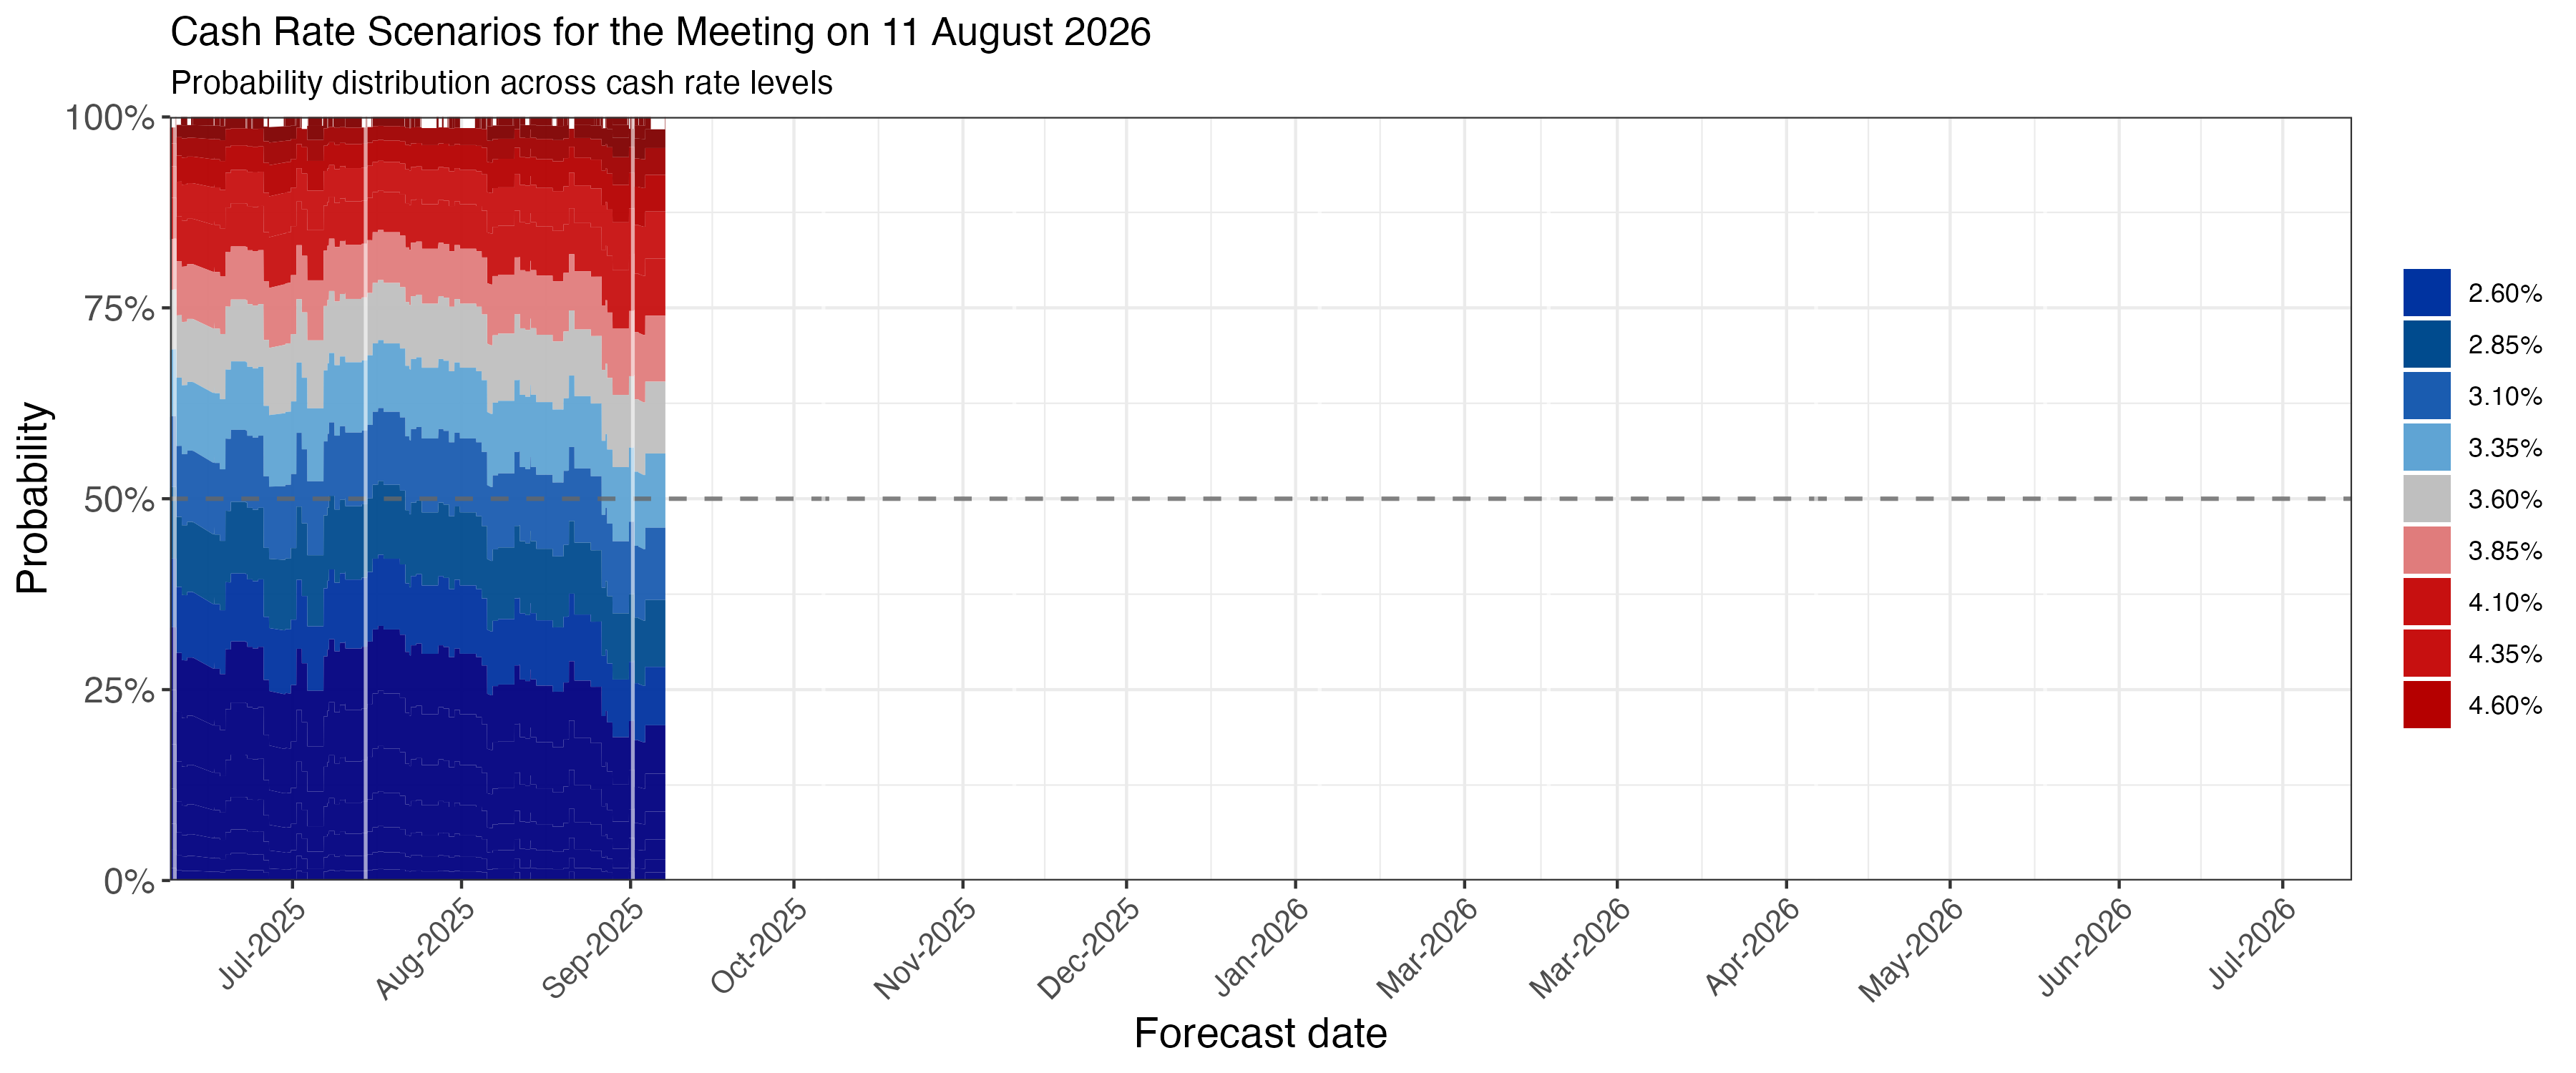 Cash Rate Scenarios for the Meeting on 11 August 2026
Probability distribution across cash rate levels
100%
75%
50%
25%
0%
Probability
Jul-2025
Aug-2025
Sep-2025
Oct-2025
Nov-2025
Dec-2025
Jan-2026
Mar-2026
Mar-2026
Apr-2026
May-2026
Jun-2026
Jul-2026
Forecast date
2.60%
2.85%
3.10%
3.35%
3.60%
3.85%
4.10%
4.35%
4.60%